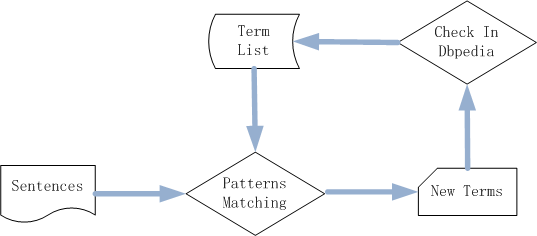 Term
List
Check In
Dbpedia
Sentences
Patterns
Matching
New Terms